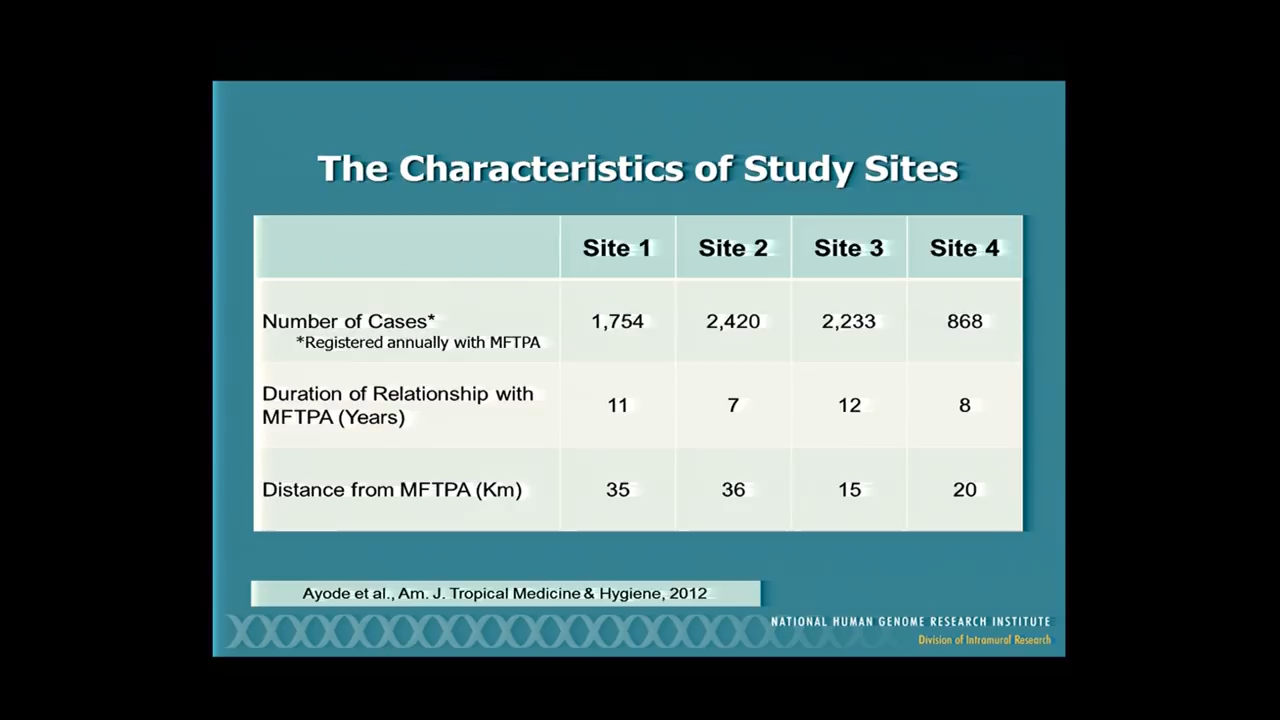 The Characteristics of Study Sites
Site 1 Site 2 Site 3 Site 4
Number of Cases* 1,754 2,420 2,233 868
*Registered annually with MFTPA
Duration of Relationship with
MFTPA (Years) 11 7 12 8
Distance from MFTPA (Km) 35 36 15 20
Ayode et al., Am. J. Tropical Medicine & Hygiene, 2012
NATIONAL HUMAN GENOME RESEARCH INSTITUTE
Division of Intramural Research